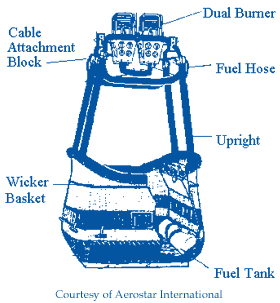 Dual Burner
Cable
Attachment
Block
Fuel Hose
Upright
Wicker
Basket
Fuel Tank
Courtesy of Aerostar International